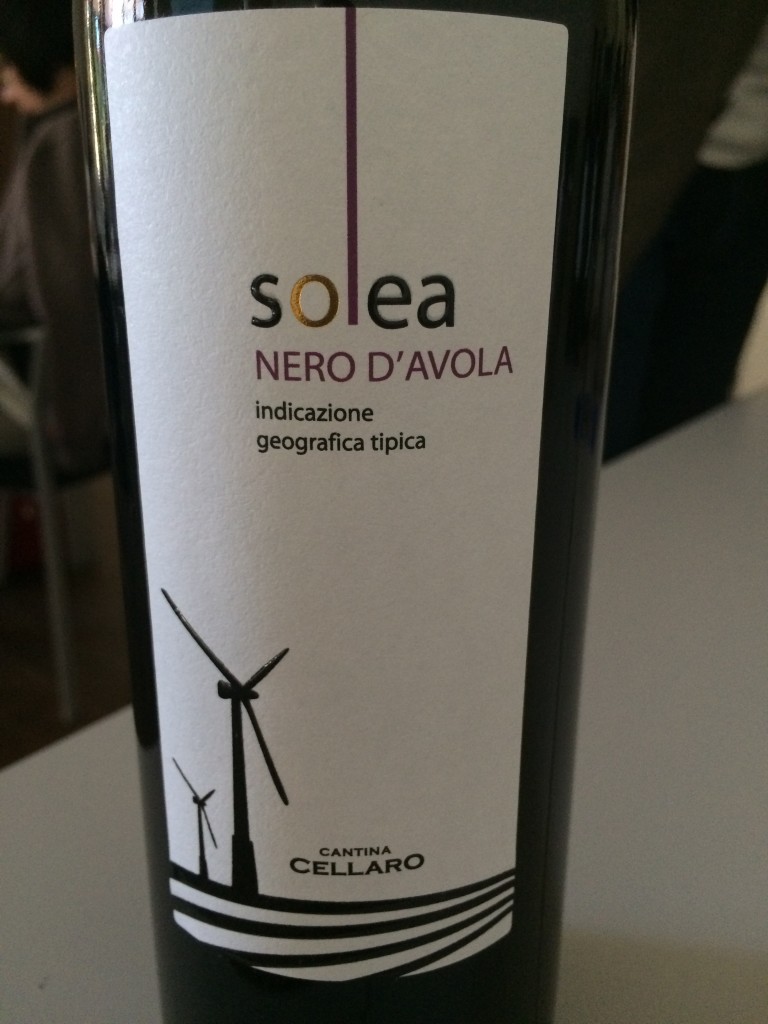 solea
NERO D'AVOLA
indicazione
geografica tipica
CANTINA
CELLARO